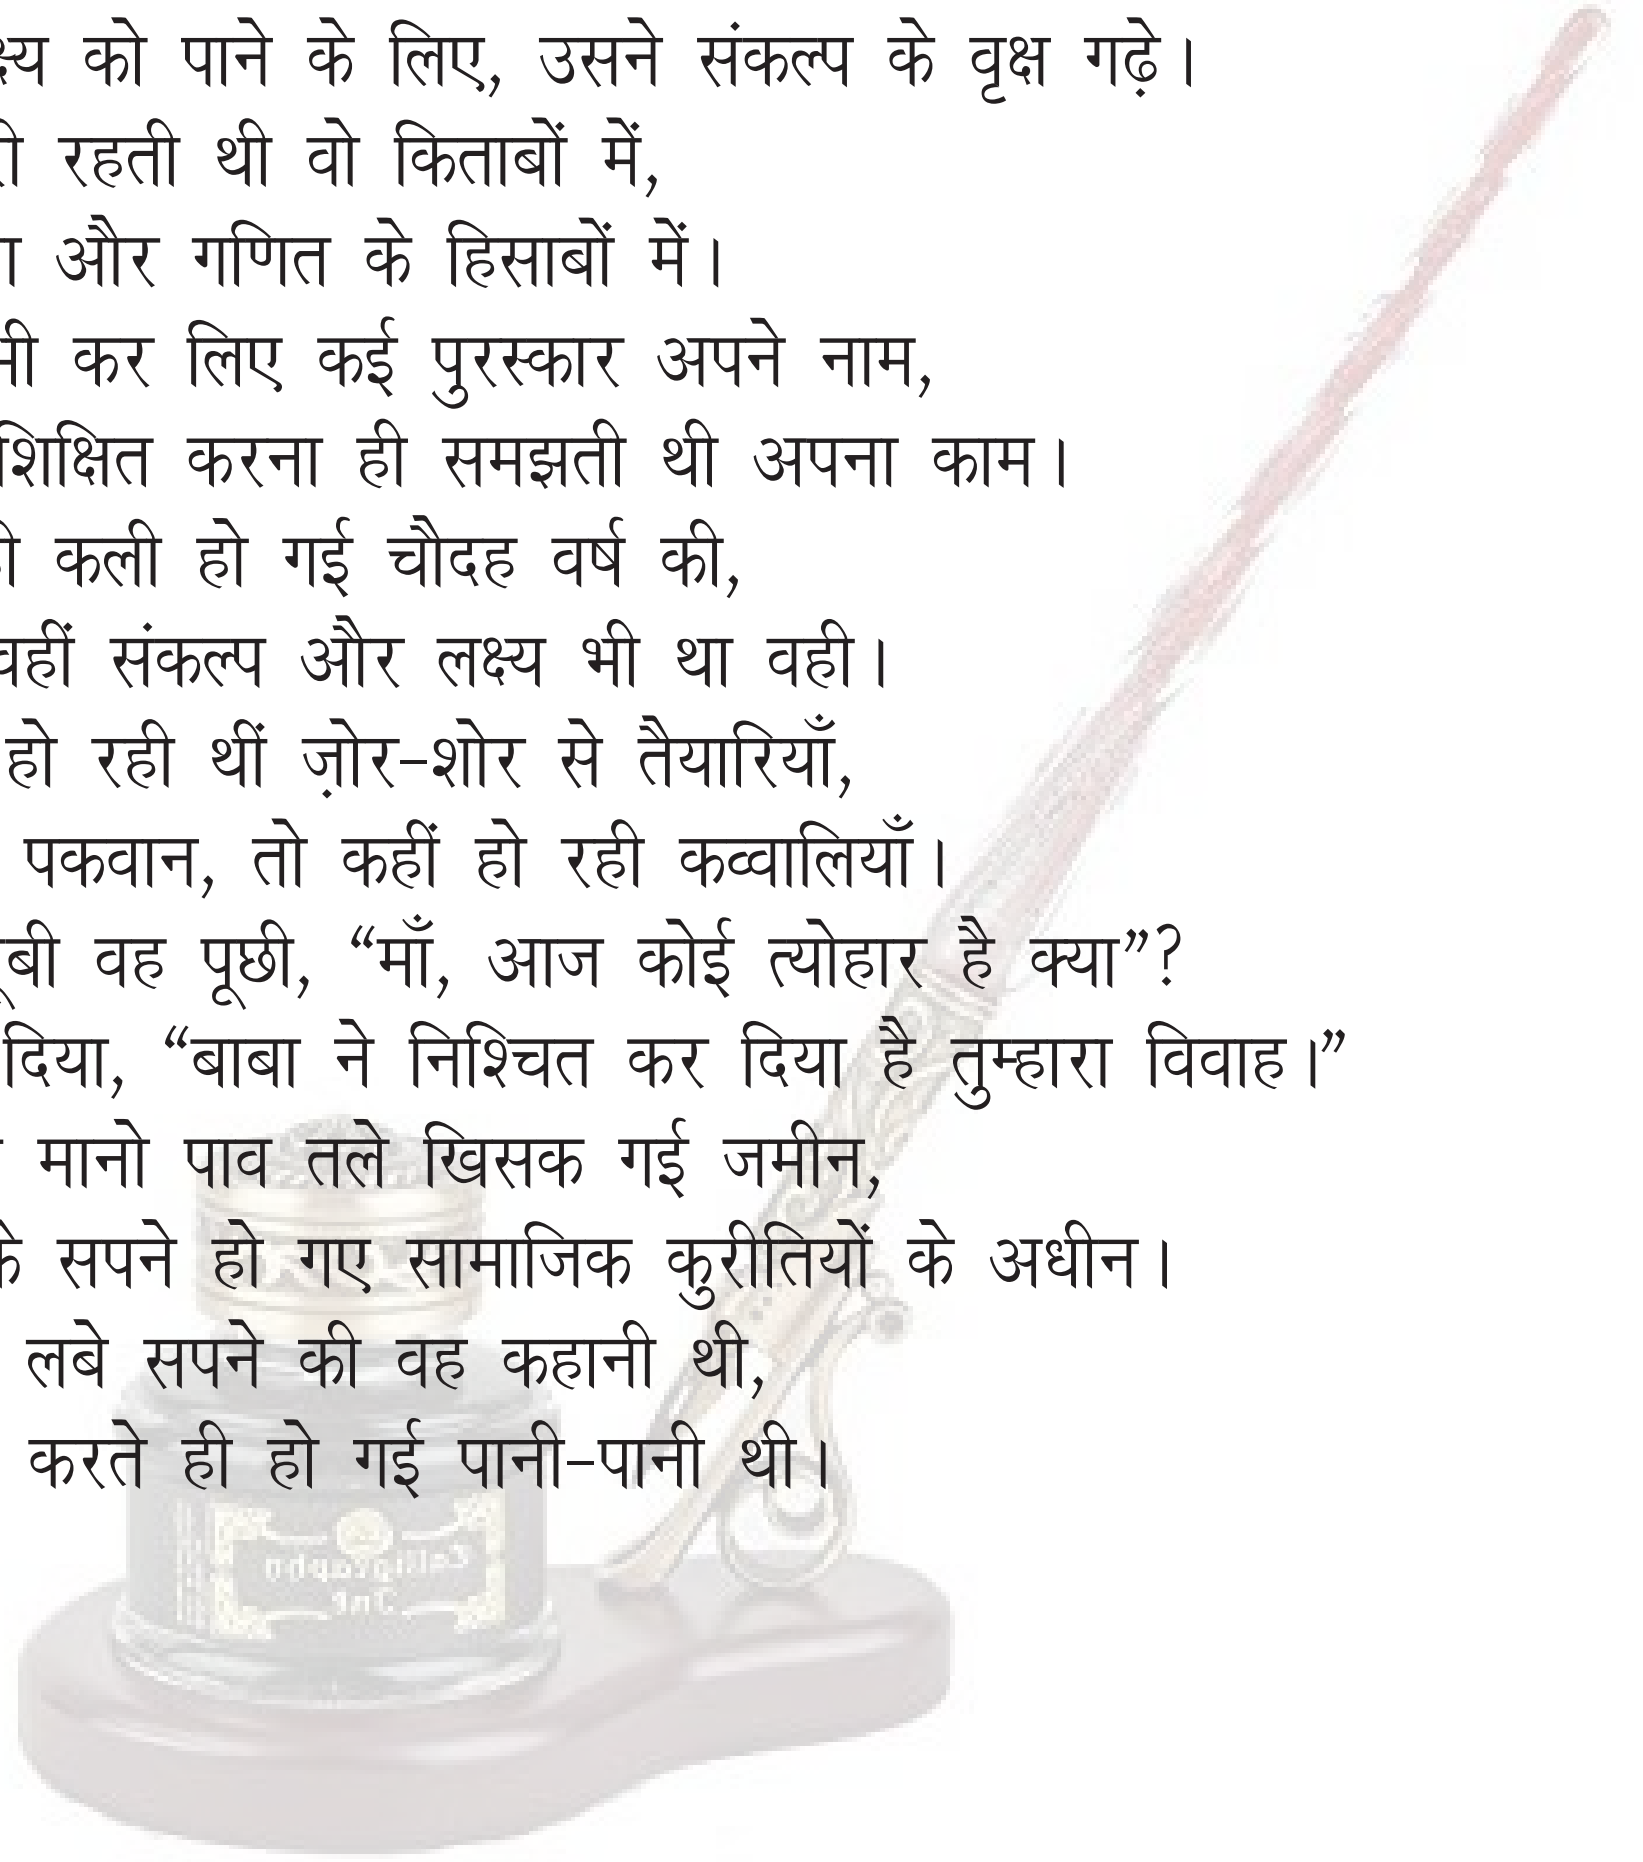 को पाने के लिए, उसने संकल्प के वृक्ष गढ़े।
रहती थी वो किताबों में,
और गणित के हिसाबों में।
कर लिए कई पुरस्कार अपने नाम,
शिक्षित करना ही समझती थी अपना काम।
कली हो गई चौदह वर्ष की,
वहीं संकल्प और लक्ष्य भी था वही।
हो रही थीं ज़ोर-शोर से तैयारियाँ,
पकवान, तो कहीं हो रही कव्वालियाँ।
वह पूछी, “माँ, आज कोई त्योहार है क्या”?
दिया, “बाबा ने निश्चित कर दिया है तुम्हारा विवाह।”
मानो पाव तले खिसक गई जमीन,
के सपने हो गए सामाजिक कुरीतियों के अधीन।
लबे सपने की वह कहानी थी,
करते ही हो गई पानी-पानी थी।